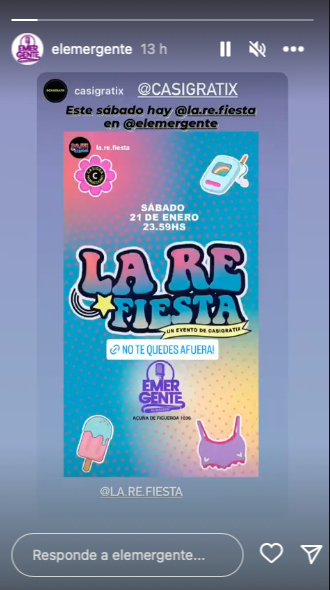 elemergente 13 h
casigratix @CASIGRATIX
Este sábado hay @la.re.fiesta
en @elemergente
la.re.fiesta
SÁBADO
21 DE ENERO
23.59HS
LA RE
FIESTA
UN EVENTO DE CASIGRATIX
NO TE QUEDES AFUERA!
EMER
GENTE
ACUÑA DE FIGUEROA 1030
@LA.RE.FIESTA
Responde a elemergente...